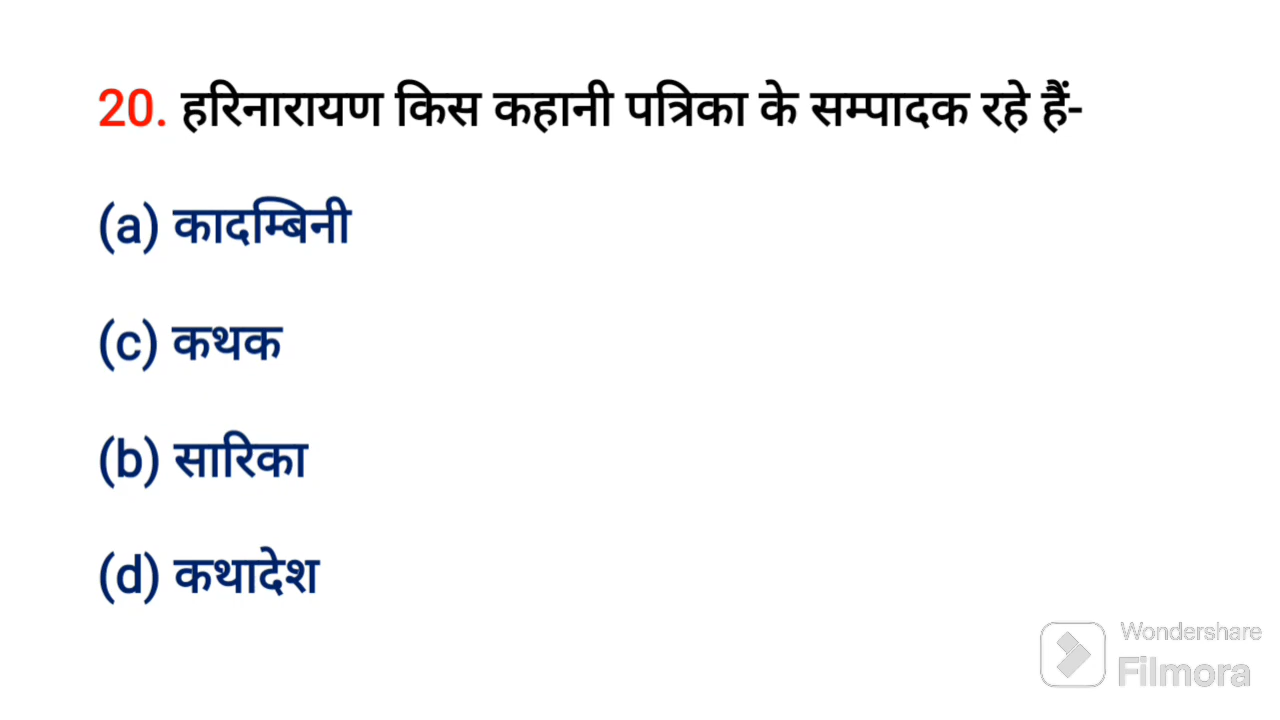 20. हरिनारायण किस कहानी पत्रिका के सम्पादक रहे हैं-
(a) कादम्बिनी
(c) कथक
(b) सारिका
(d) कथादेश
Wondershare
Filmora